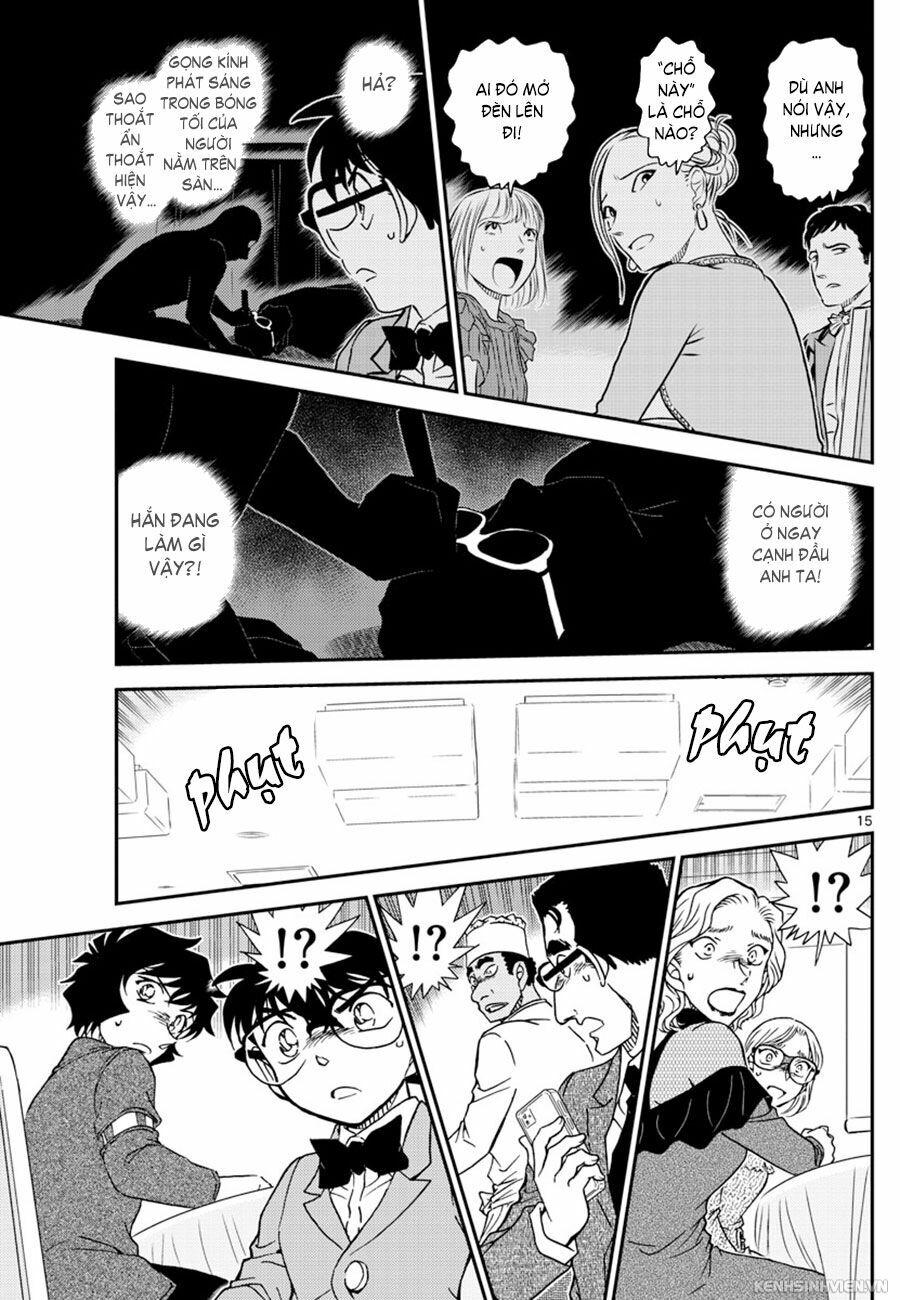 DÙ ANH
NÓI VẬY,
NHƯNG
...
"CHỖ
NÀY"
LÀ CHỖ
NÀO?
AI ĐÓ MỞ
ĐÈN LÊN
ĐI!
HẢ?
GỌNG KÍNH
PHÁT SÁNG
TRONG BÓNG
TỐI CỦA
NGƯỜI
NẰM TRÊN
SÀN...
SAO
THOẮT
ẨN
THOẮT
HIỆN
VẬY...
CÓ NGƯỜI
Ở NGAY
CẠNH ĐẦU
ANH TA!
HẮN ĐANG
LÀM GÌ
VẬY?!
PHỤT
PHỤT
15
!?
!?
!?
!?
KENHSINHVIEN.VN